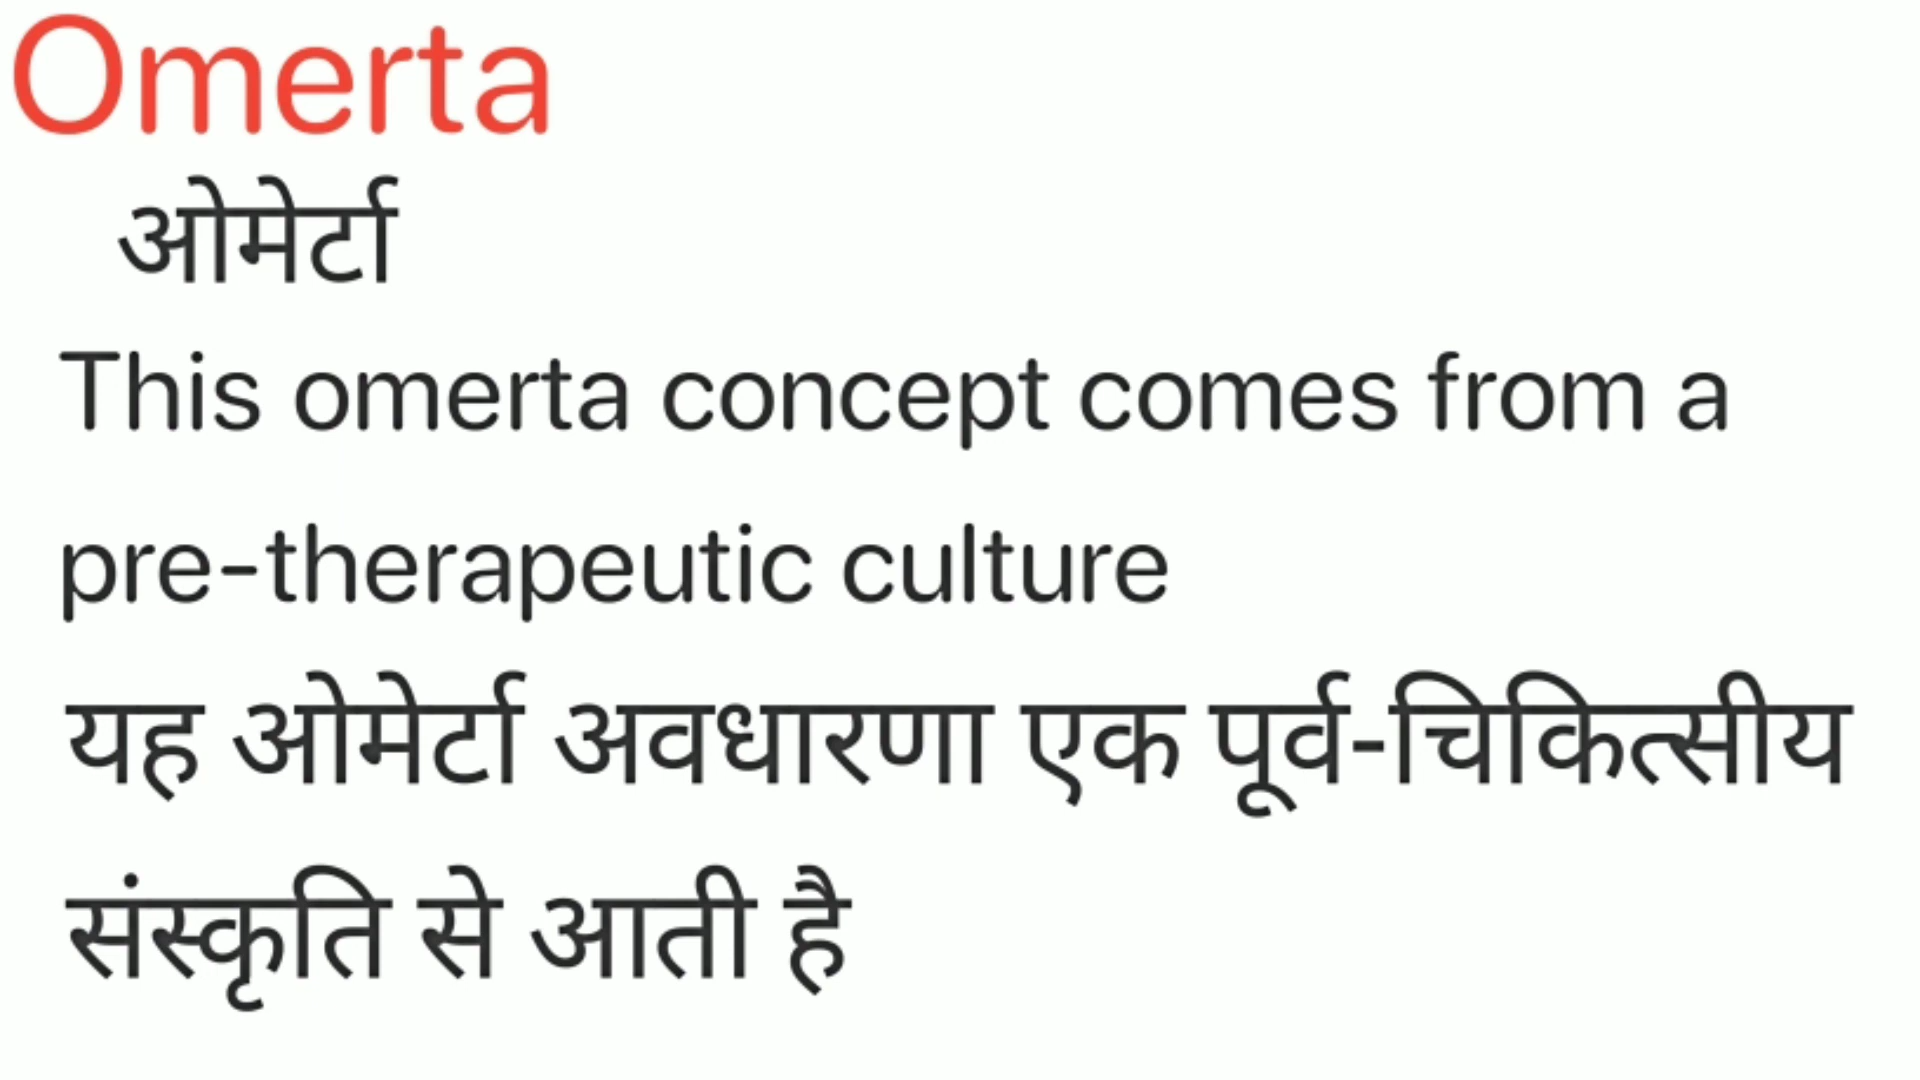 Omerta
ओमेर्टा
This omerta concept comes from a
pre-therapeutic culture
यह ओमेर्टा अवधारणा एक पूर्व-चिकित्सीय
संस्कृति से आती है